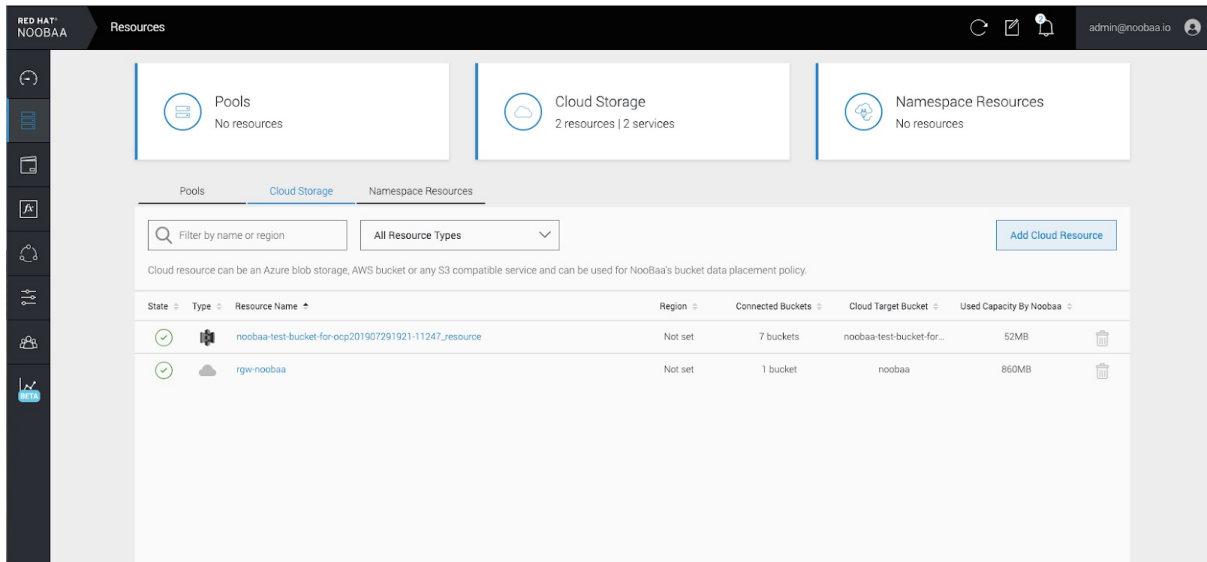 RED HAT®
NOOBAA
Resources
2
admin@noobaa.io
Pools
No resources
Cloud Storage
2 resources | 2 services
Namespace Resources
No resources
Pools Cloud Storage Namespace Resources
Filter by name or region All Resource Types Add Cloud Resource
Cloud resource can be an Azure blob storage, AWS bucket or any S3 compatible service and can be used for NooBaa's bucket data placement policy.
State Type Resource Name Region Connected Buckets Cloud Target Bucket Used Capacity By Noobaa
noobaa-test-bucket-for-ocp201907291921-11247_resource Not set 7 buckets noobaa-test-bucket-for... 52MB
rgw-noobaa Not set 1 bucket noobaa 860MB
fx
BETA